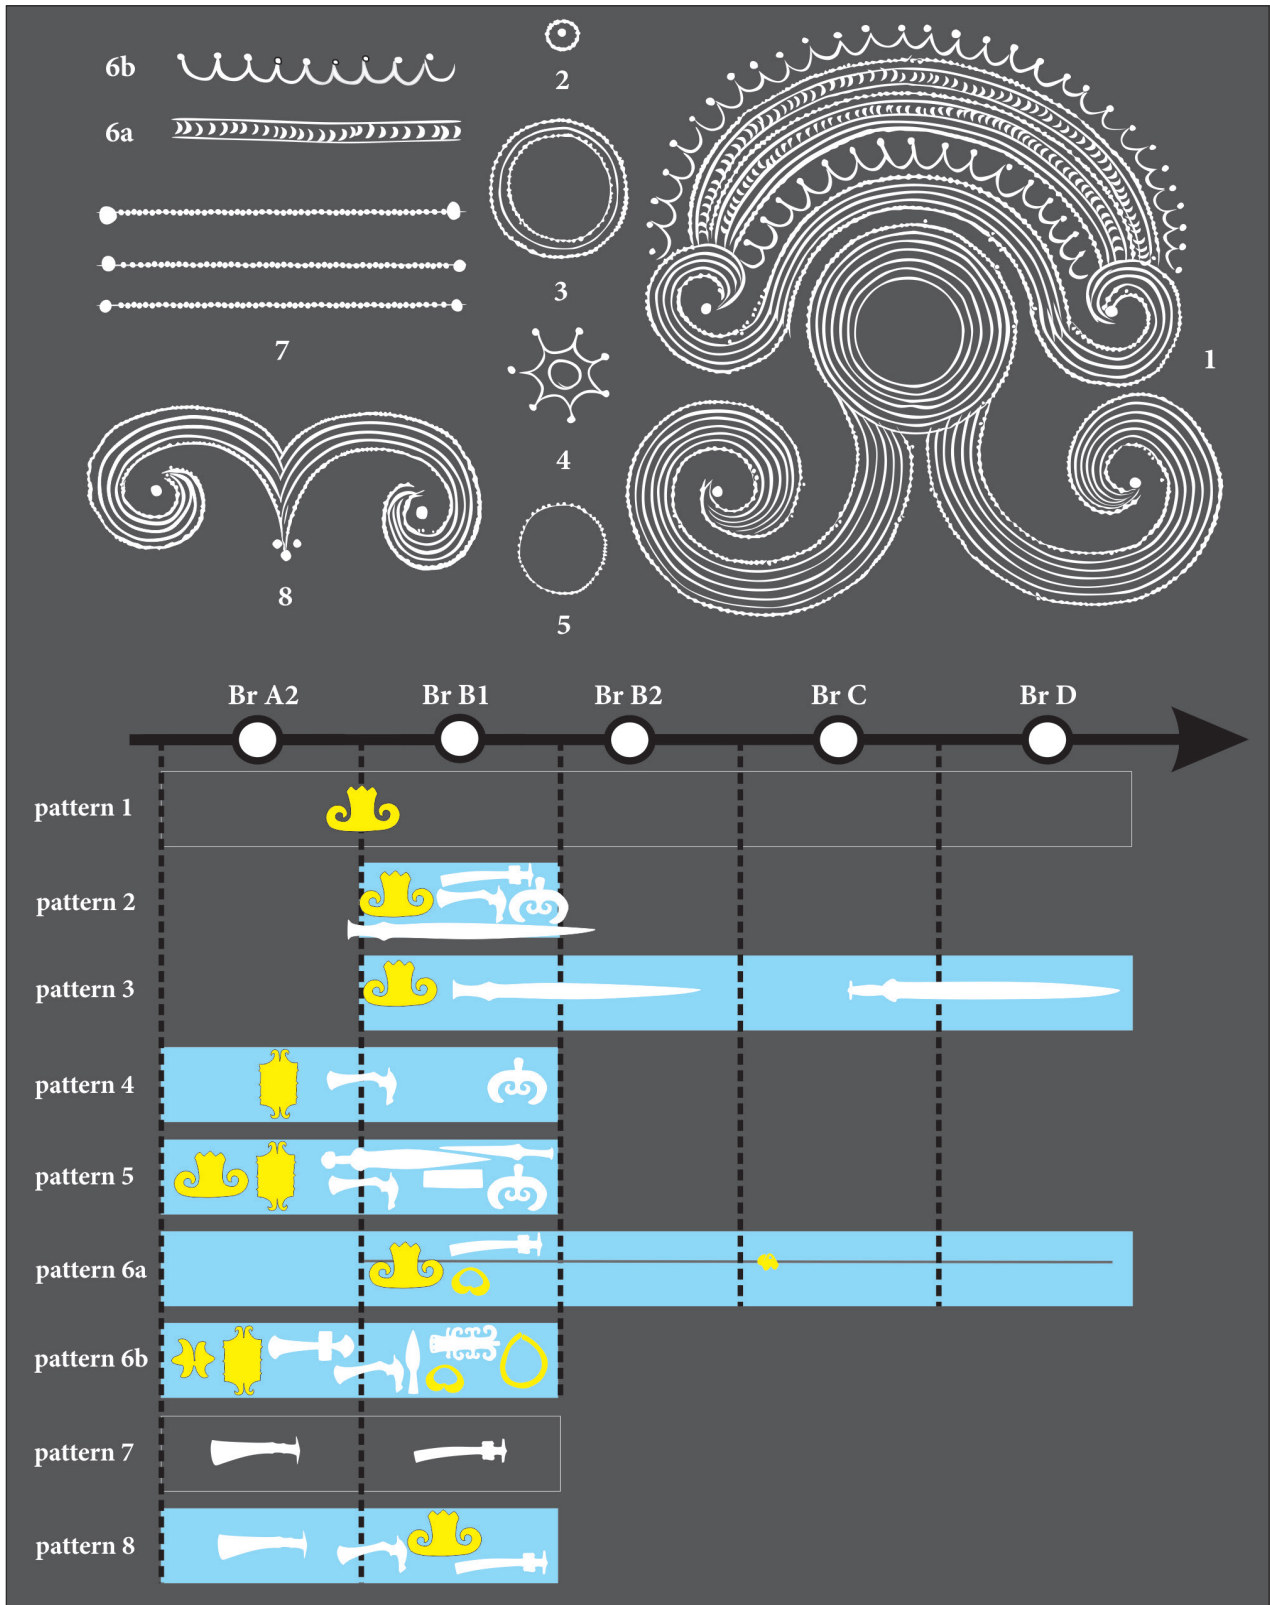 6b
2
6a
3
7
1
4
8
5
Br A2 Br B1 Br B2 Br C Br D
pattern 1
pattern 2
pattern 3
pattern 4
pattern 5
pattern 6a
pattern 6b
pattern 7
pattern 8